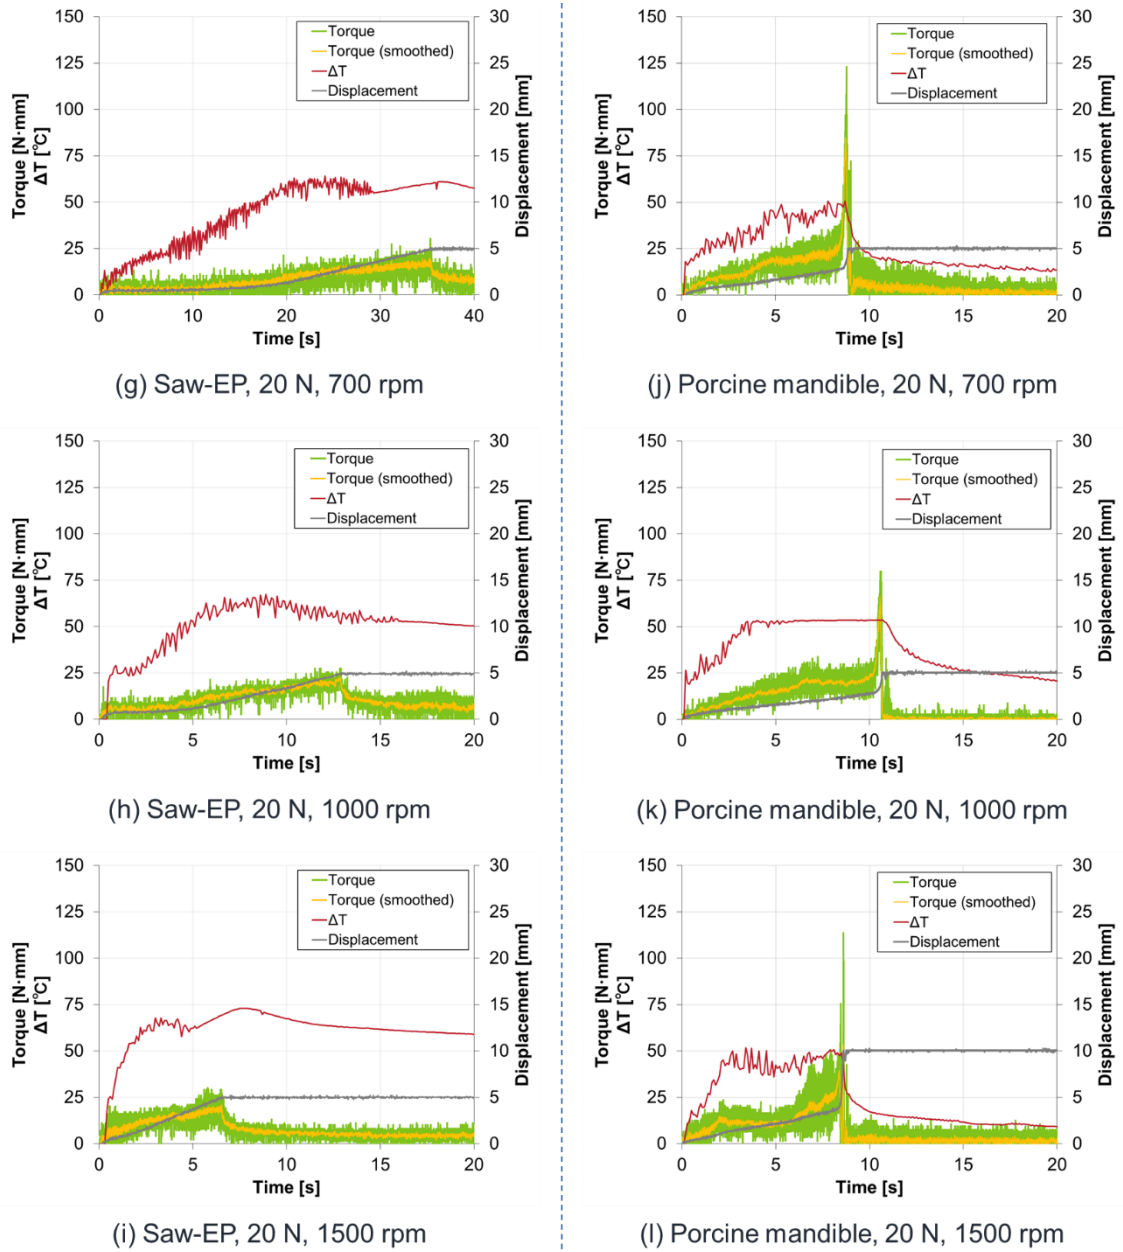 150
125
100
75
50
25
0
Torque [N·mm]
ΔT [℃]
Torque
Torque (smoothed)
ΔT
Displacement
30
25
20
15
10
5
0
Displacement [mm]
0 10 20 30 40
Time [s]
(g) Saw-EP, 20 N, 700 rpm
150
125
100
75
50
25
0
Torque [N·mm]
ΔT [℃]
Torque
Torque (smoothed)
ΔT
Displacement
30
25
20
15
10
5
0
Displacement [mm]
0 5 10 15 20
Time [s]
(j) Porcine mandible, 20 N, 700 rpm
150
125
100
75
50
25
0
Torque [N·mm]
ΔT [℃]
Torque
Torque (smoothed)
ΔT
Displacement
30
25
20
15
10
5
0
Displacement [mm]
0 5 10 15 20
Time [s]
(h) Saw-EP, 20 N, 1000 rpm
150
125
100
75
50
25
0
Torque [N·mm]
ΔT [℃]
Torque
Torque (smoothed)
ΔT
Displacement
30
25
20
15
10
5
0
Displacement [mm]
0 5 10 15 20
Time [s]
(k) Porcine mandible, 20 N, 1000 rpm
150
125
100
75
50
25
0
Torque [N·mm]
ΔT [℃]
Torque
Torque (smoothed)
ΔT
Displacement
30
25
20
15
10
5
0
Displacement [mm]
0 5 10 15 20
Time [s]
(i) Saw-EP, 20 N, 1500 rpm
150
125
100
75
50
25
0
Torque [N·mm]
ΔT [℃]
Torque
Torque (smoothed)
ΔT
Displacement
30
25
20
15
10
5
0
Displacement [mm]
0 5 10 15 20
Time [s]
(l) Porcine mandible, 20 N, 1500 rpm